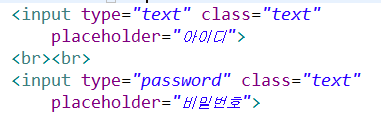 <input type="text" class="text"
placeholder="아이디">
<br><br>
<input type="password" class="text"
placeholder="비밀번호">